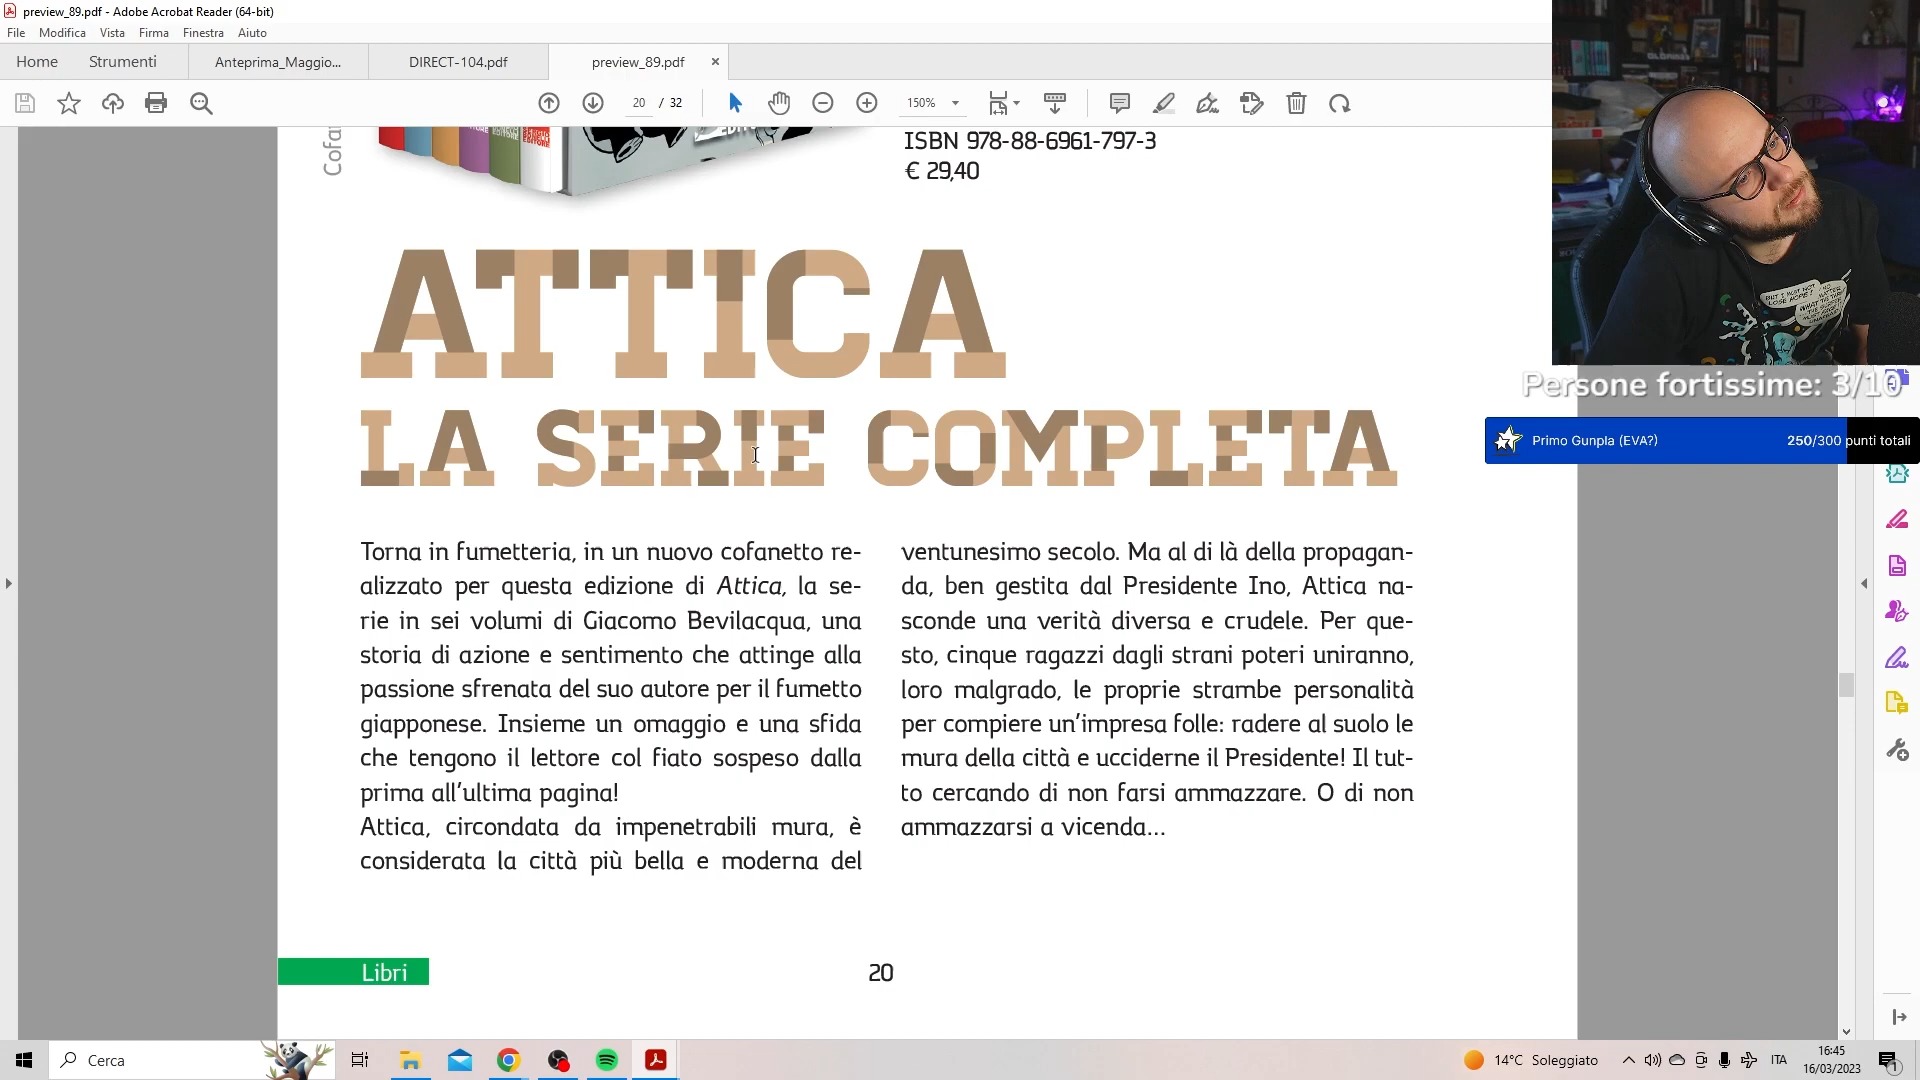 preview_89.pdf - Adobe Acrobat Reader (64-bit)
File Modifica Vista Firma Finestra Aiuto
Home Strumenti Anteprima_Maggio... DIRECT-104.pdf preview_89.pdf ×
20 / 32 150%
Cofa
ISBN 978-88-6961-797-3
€ 29,40
ATTICA
LA SERIE COMPLETA
Torna in fumetteria, in un nuovo cofanetto re-
alizzato per questa edizione di Attica, la se-
rie in sei volumi di Giacomo Bevilacqua, una
storia di azione e sentimento che attinge alla
passione sfrenata del suo autore per il fumetto
giapponese. Insieme un omaggio e una sfida
che tengono il lettore col fiato sospeso dalla
prima all'ultima pagina!
Attica, circondata da impenetrabili mura, è
considerata la città più bella e moderna del
ventunesimo secolo. Ma al di là della propagan-
da, ben gestita dal Presidente Ino, Attica na-
sconde una verità diversa e crudele. Per que-
sto, cinque ragazzi dagli strani poteri uniranno,
loro malgrado, le proprie strambe personalità
per compiere un'impresa folle: radere al suolo le
mura della città e ucciderne il Presidente! Il tut-
to cercando di non farsi ammazzare. O di non
ammazzarsi a vicenda...
Libri
20
Persone fortissime: 3/10
Primo Gunpla (EVA?) 250/300 punti totali
Cerca
14°C Soleggiato
ITA
16:45
16/03/2023